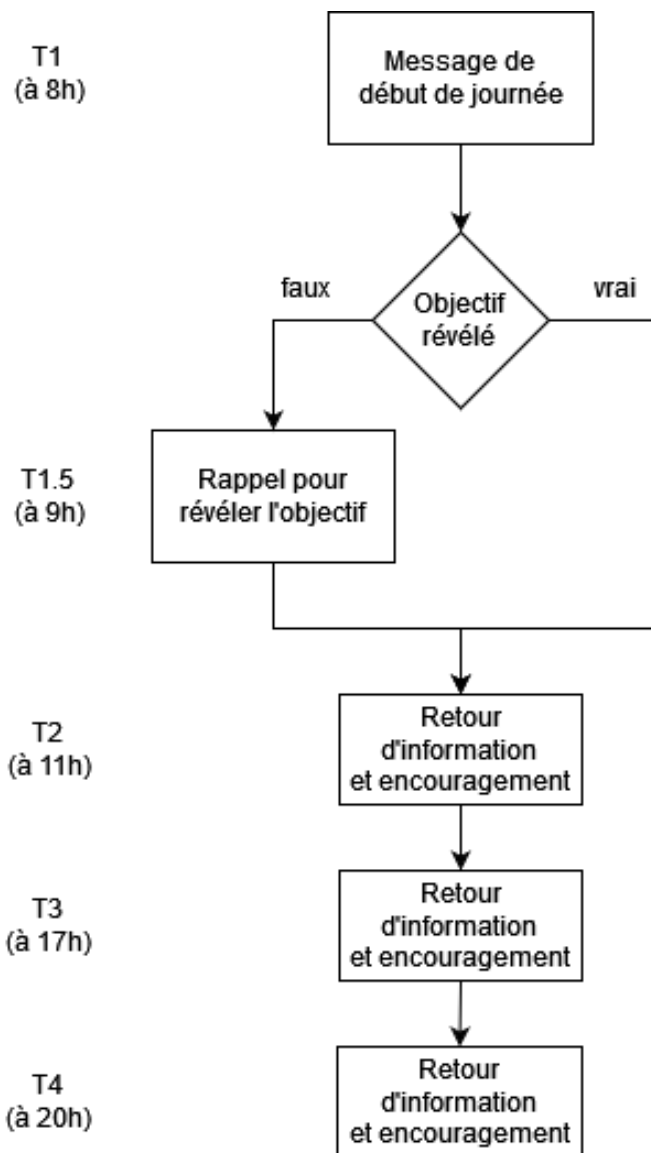 T1
(à 8h)
Message de
début de journée
faux
Objectif
révélé
vrai
T1.5
(à 9h)
Rappel pour
révéler l'objectif
T2
(à 11h)
Retour
d'information
et encouragement
T3
(à 17h)
Retour
d'information
et encouragement
T4
(à 20h)
Retour
d'information
et encouragement